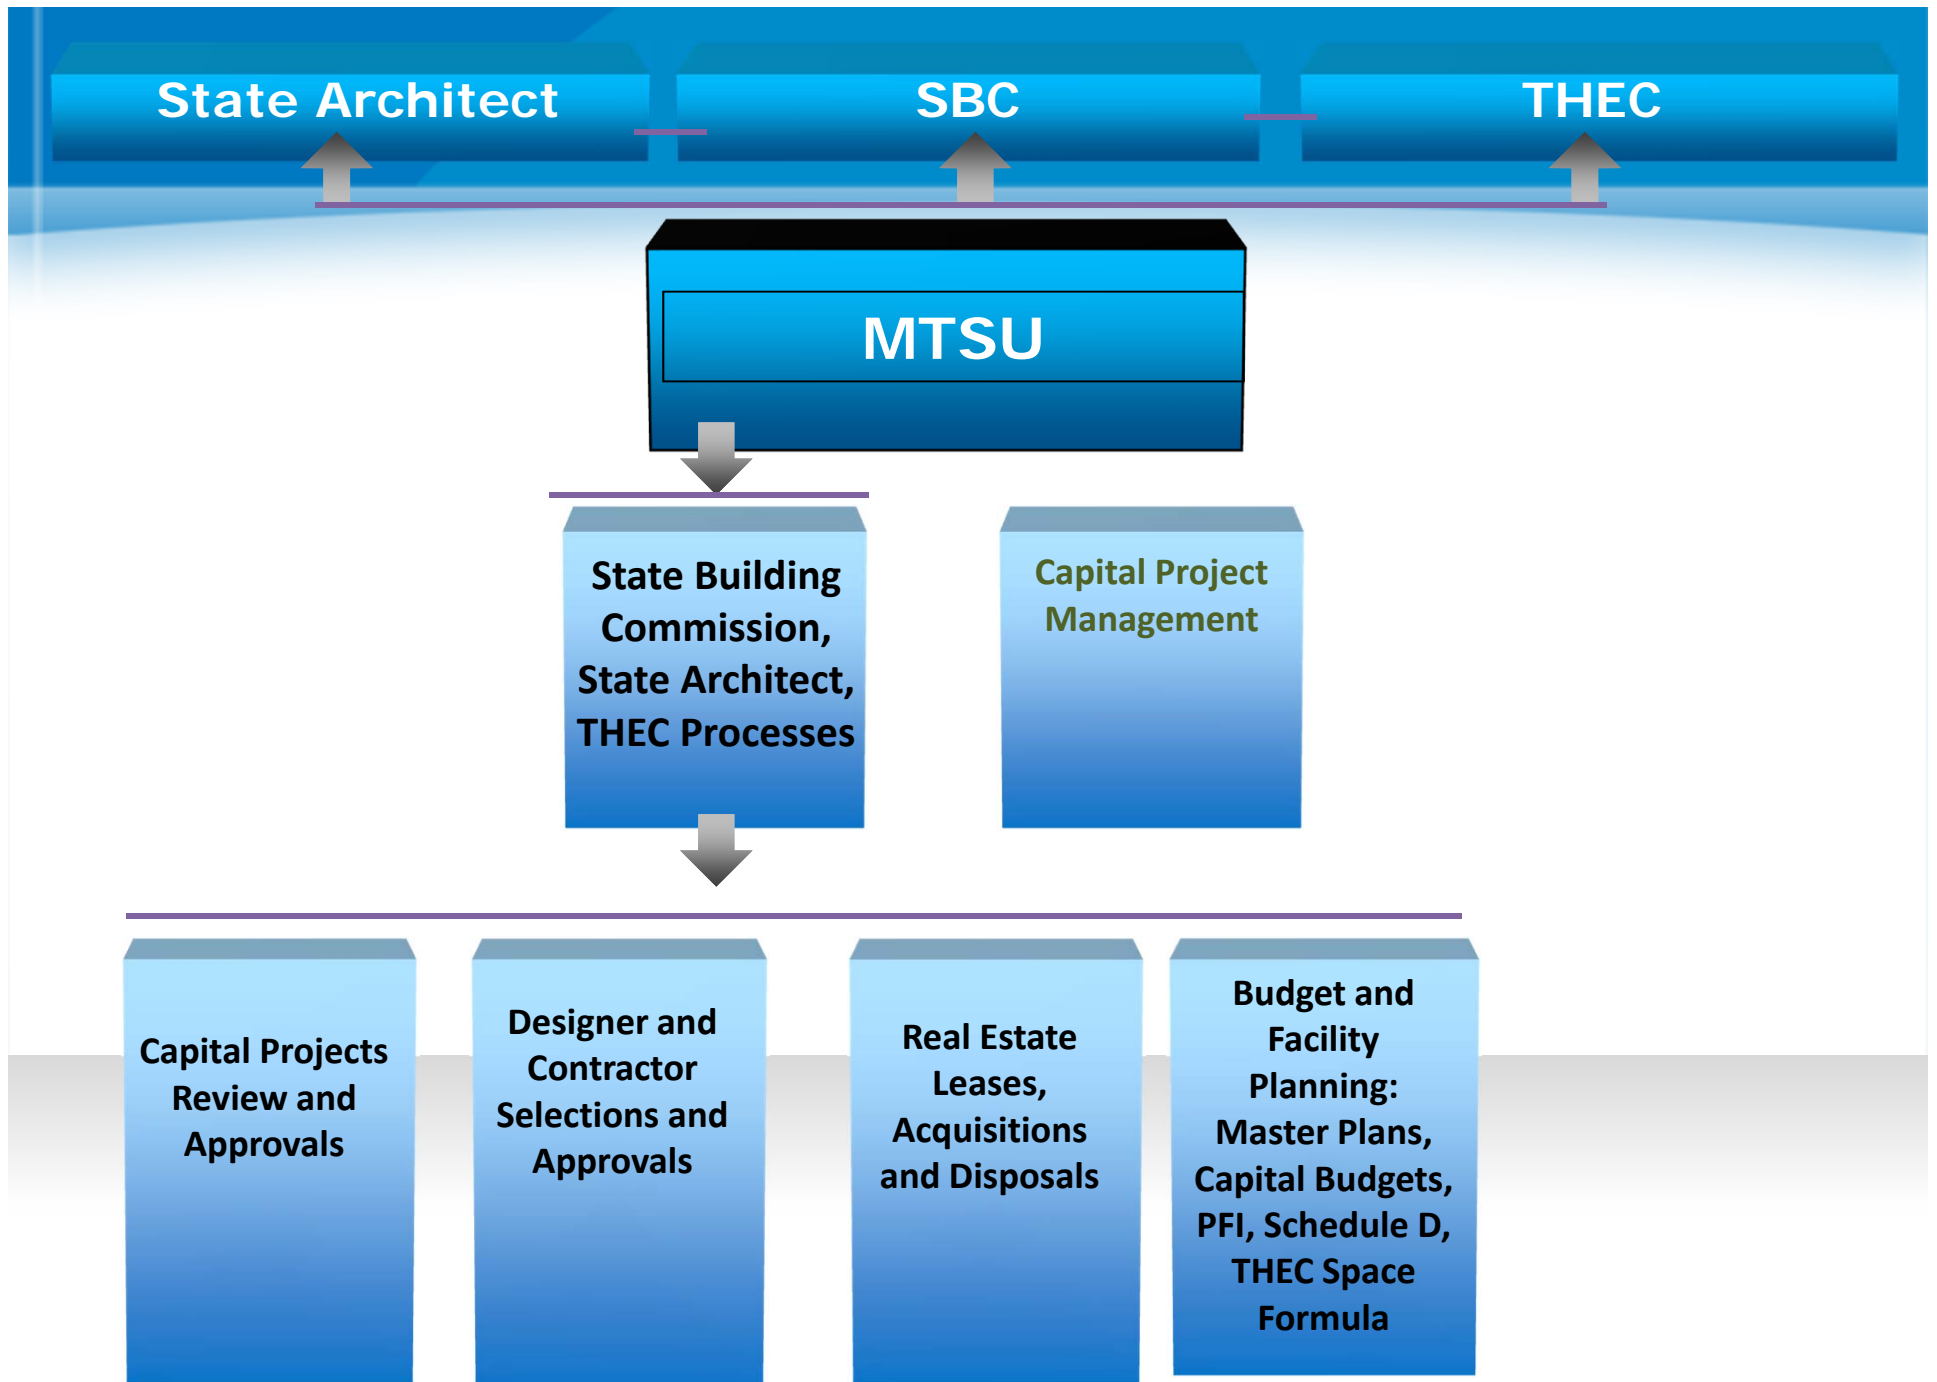 State Architect
SBC
THEC
MTSU
State Building
Commission,
State Architect,
THEC Processes
Capital Project
Management
Capital Projects
Review and
Approvals
Designer and
Contractor
Selections and
Approvals
Real Estate
Leases,
Acquisitions
and Disposals
Budget and
Facility
Planning:
Master Plans,
Capital Budgets,
PFI, Schedule D,
THEC Space
Formula